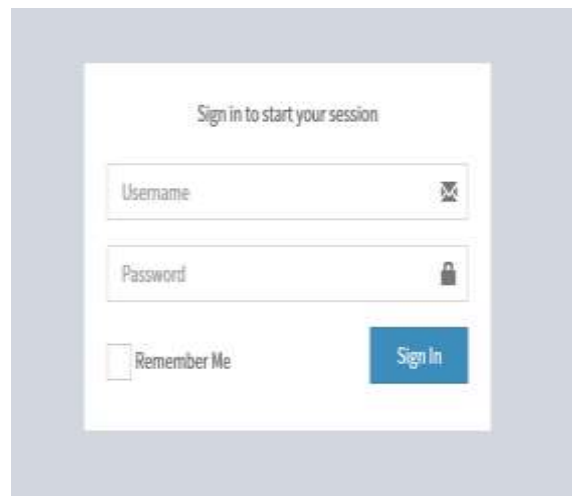 Sign in to start your session
Username
Password
Remember Me
Sign In